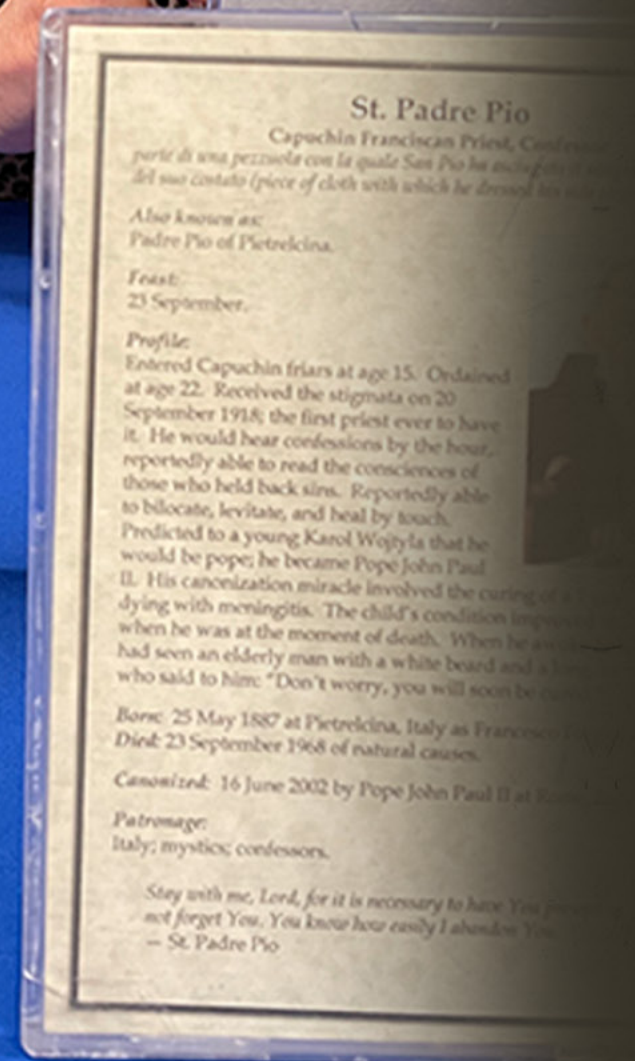 St. Padre Pio
Capuchin Franciscan Priest,
parte di una pezzuola con la quale San Pio ha
del suo costato (piece of cloth with which he dressed his
Also known as:
Padre Pio of Pietrelcina.
Feast:
23 September.
Profile:
Entered Capuchin friars at age 15. Ordained
at age 22. Received the stigmata on 20
September 1918; the first priest ever to have
it. He would hear confessions by the hour,
reportedly able to read the consciences of
those who held back sins. Reportedly able
to bilocate, levitate, and heal by touch.
Predicted to a young Karol Wojtyla that he
would be pope; he became Pope John Paul
II. His canonization miracle involved the curing of a
dying with meningitis. The child's condition
when he was at the moment of death. When he
had seen an elderly man with a white beard and a
who said to him: "Don't worry, you will soon be
Born: 25 May 1887 at Pietrelcina, Italy as Francesco
Died: 23 September 1968 of natural causes.
Canonized: 16 June 2002 by Pope John Paul II at
Patronage:
Italy; mystics; confessors.
Stay with me, Lord, for it is necessary to have You
not forget You. You know how easily I abandon You.
— St. Padre Pio